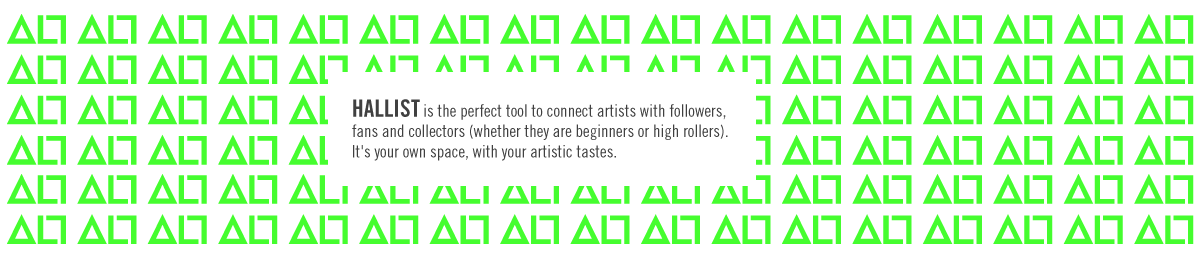 HALLIST is the perfect tool to connect artists with followers,
fans and collectors (whether they are beginners or high rollers).
It's your own space, with your artistic tastes.